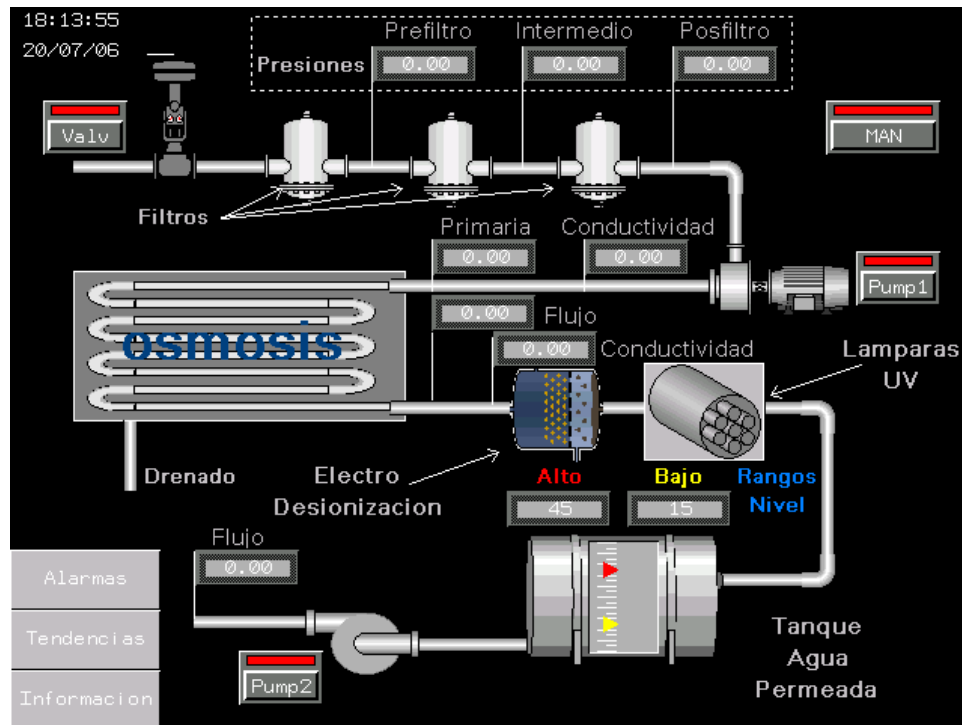 18:13:55
20/07/06
Prefiltro Intermedio Posfiltro
Presiones 0.00 0.00 0.00
Valv
MAN
Filtros
Primaria Conductividad
0.00 0.00
Pump1
0.00 Flujo
osmosis
0.00 Conductividad
Lamparas
UV
Drenado
Electro
Desionizacion
Alto Bajo Rangos
Nivel
45 15
Flujo
0.00
Alarmas
Tendencias
Informacion
Pump2
Tanque
Agua
Permeada